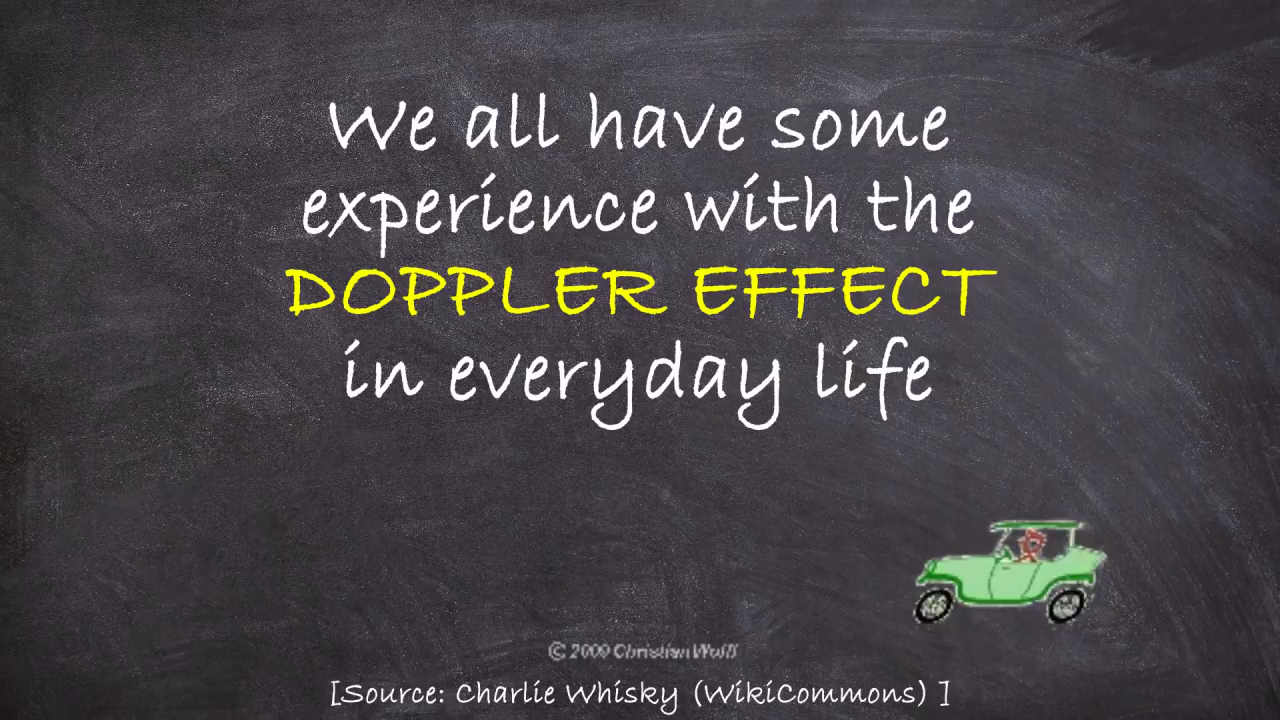 We all have some
experience with the
DOPPLER EFFECT
in everyday life
© 2009 Christian Wolff
[Source: Charlie Whisky (WikiCommons) ]